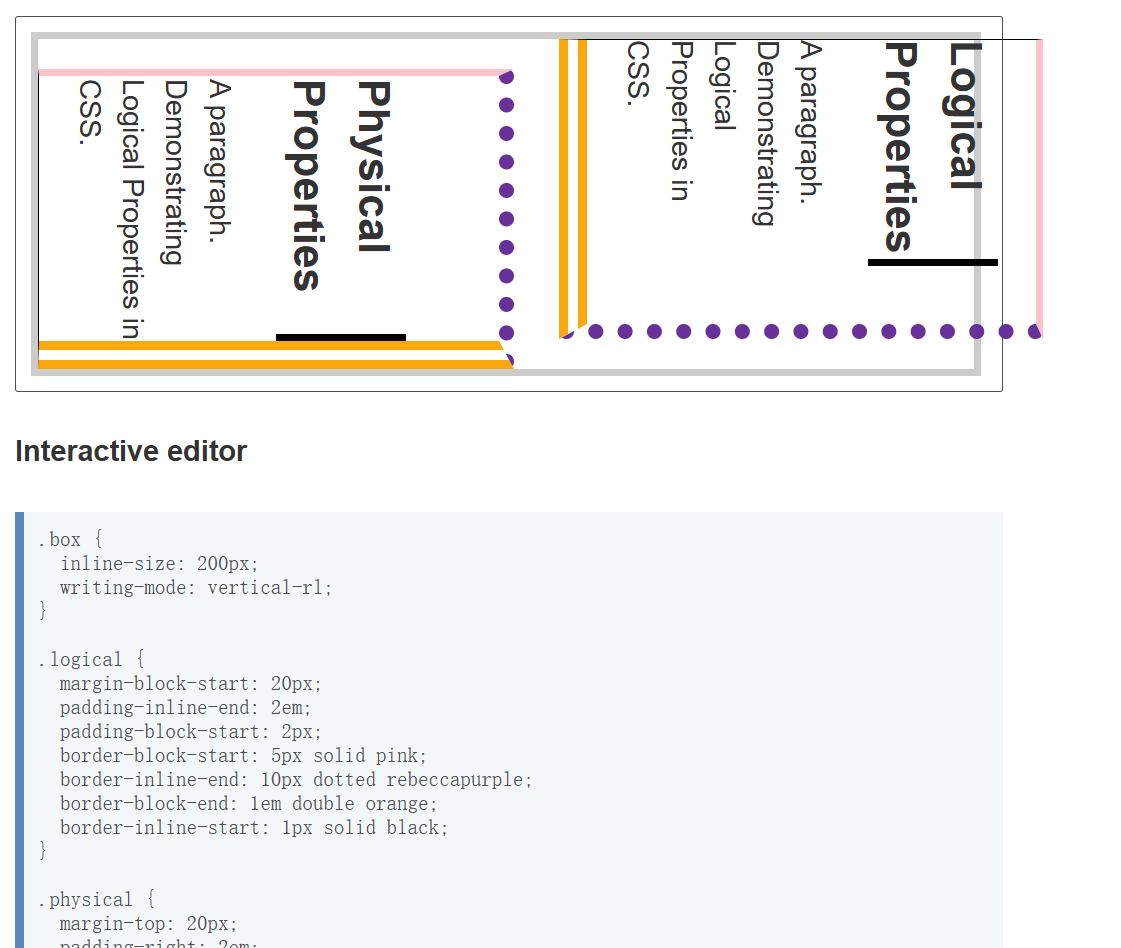 Physical
Properties
A paragraph.
Demonstrating
Logical Properties in
CSS.
Logical
Properties
A paragraph.
Demonstrating
Logical
Properties in
CSS.
Interactive editor
.box {
  inline-size: 200px;
  writing-mode: vertical-rl;
}
.logical {
  margin-block-start: 20px;
  padding-inline-end: 2em;
  padding-block-start: 2px;
  border-block-start: 5px solid pink;
  border-inline-end: 10px dotted rebeccapurple;
  border-block-end: 1em double orange;
  border-inline-start: 1px solid black;
}
.physical {
  margin-top: 20px;
  padding-right: 2em;